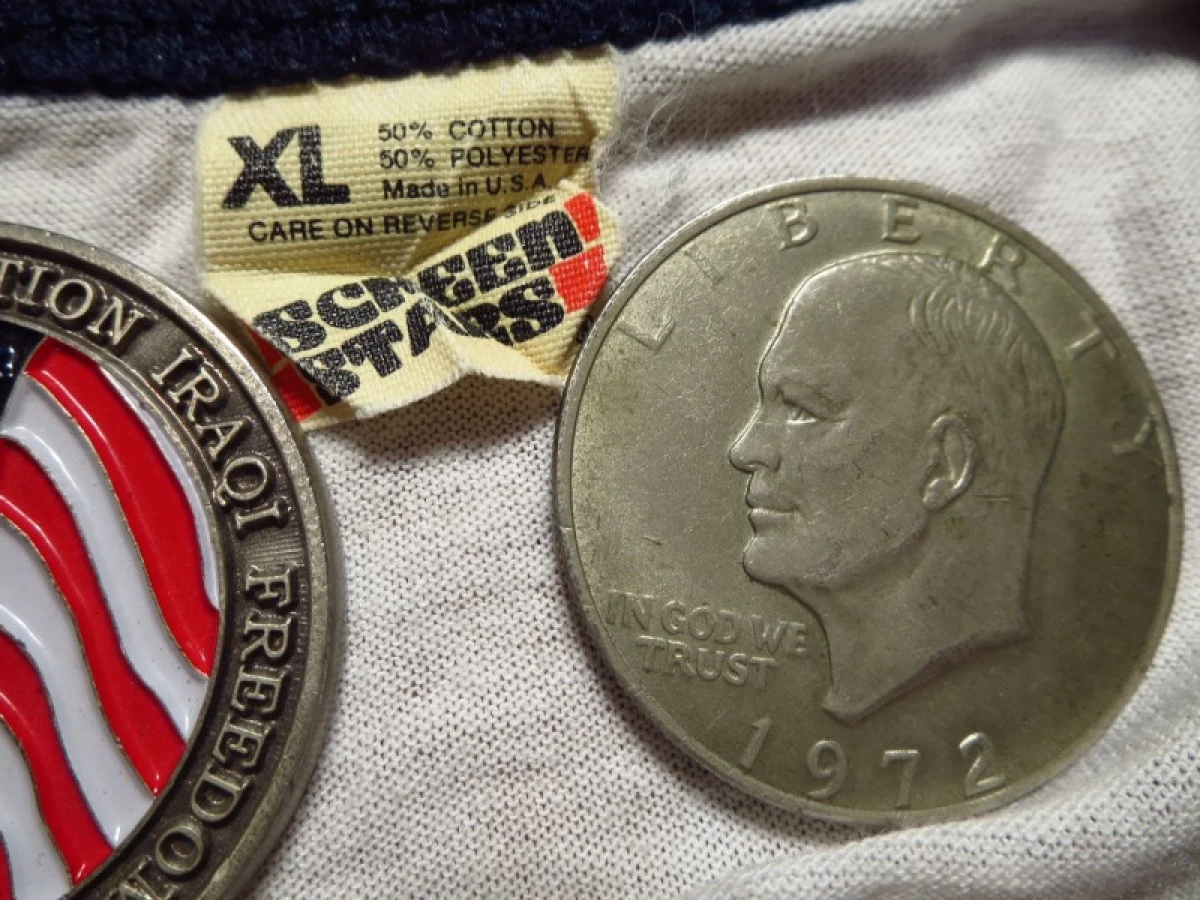 XL
50% COTTON
50% POLYESTER
Made in U.S.A.
CARE ON REVERSE SIDE
SCREEN
STARS
TION IRAQI FREEDOM
LIBERTY
IN GOD WE
TRUST
1972